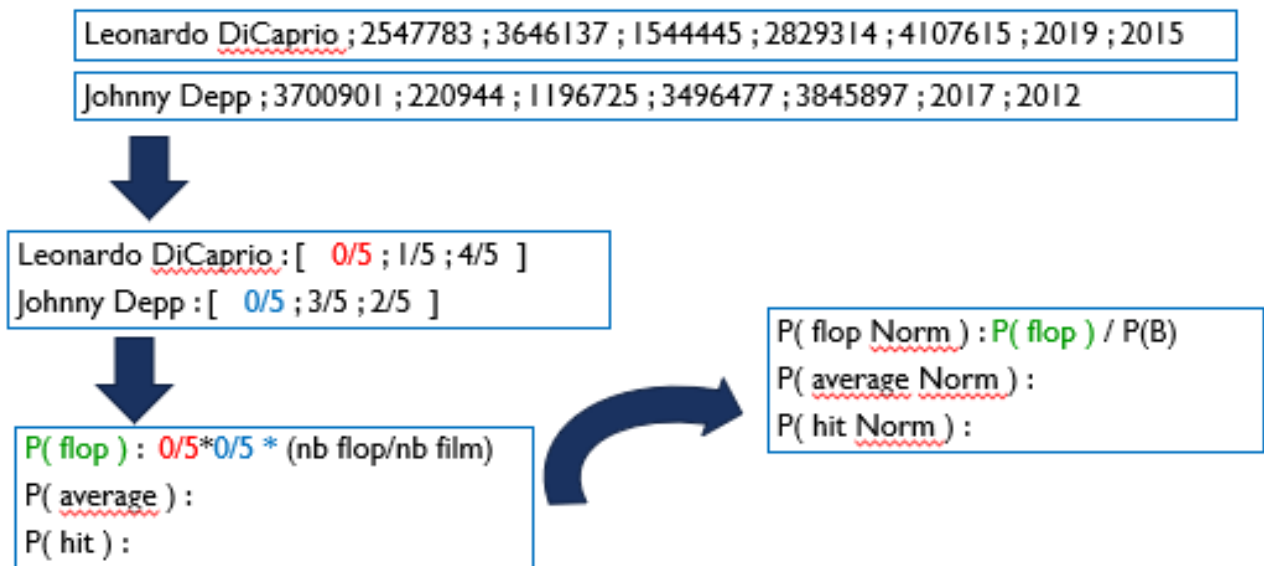 Leonardo DiCaprio ; 2547783 ; 3646137 ; 1544445 ; 2829314 ; 4107615 ; 2019 ; 2015
Johnny Depp ; 3700901 ; 220944 ; 1196725 ; 3496477 ; 3845897 ; 2017 ; 2012
Leonardo DiCaprio : [ 0/5 ; 1/5 ; 4/5 ]
Johnny Depp : [ 0/5 ; 3/5 ; 2/5 ]
P( flop ) : 0/5*0/5 * (nb flop/nb film)
P( average ) :
P( hit ) :
P( flop Norm ) : P( flop ) / P(B)
P( average Norm ) :
P( hit Norm ) :